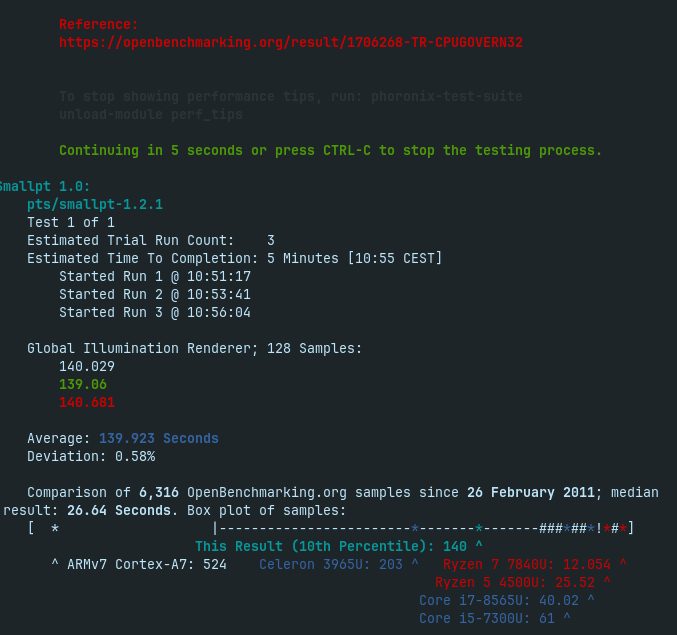 Reference:
https://openbenchmarking.org/result/1706268-TR-CPUGOVERN32
To stop showing performance tips, run: phoronix-test-suite
unload-module perf_tips
Continuing in 5 seconds or press CTRL-C to stop the testing process.
Smallpt 1.0:
pts/smallpt-1.2.1
Test 1 of 1
Estimated Trial Run Count:    3
Estimated Time To Completion: 5 Minutes [10:55 CEST]
Started Run 1 @ 10:51:17
Started Run 2 @ 10:53:41
Started Run 3 @ 10:56:04
Global Illumination Renderer; 128 Samples:
140.029
139.06
140.681
Average: 139.923 Seconds
Deviation: 0.58%
Comparison of 6,316 OpenBenchmarking.org samples since 26 February 2011; median
result: 26.64 Seconds. Box plot of samples:
[  *                   |------------------------*-------*-------###*##*!*#*]
This Result (10th Percentile): 140 ^
^ ARMv7 Cortex-A7: 524    Celeron 3965U: 203 ^   Ryzen 7 7840U: 12.054 ^
Ryzen 5 4500U: 25.52 ^
Core i7-8565U: 40.02 ^
Core i5-7300U: 61 ^